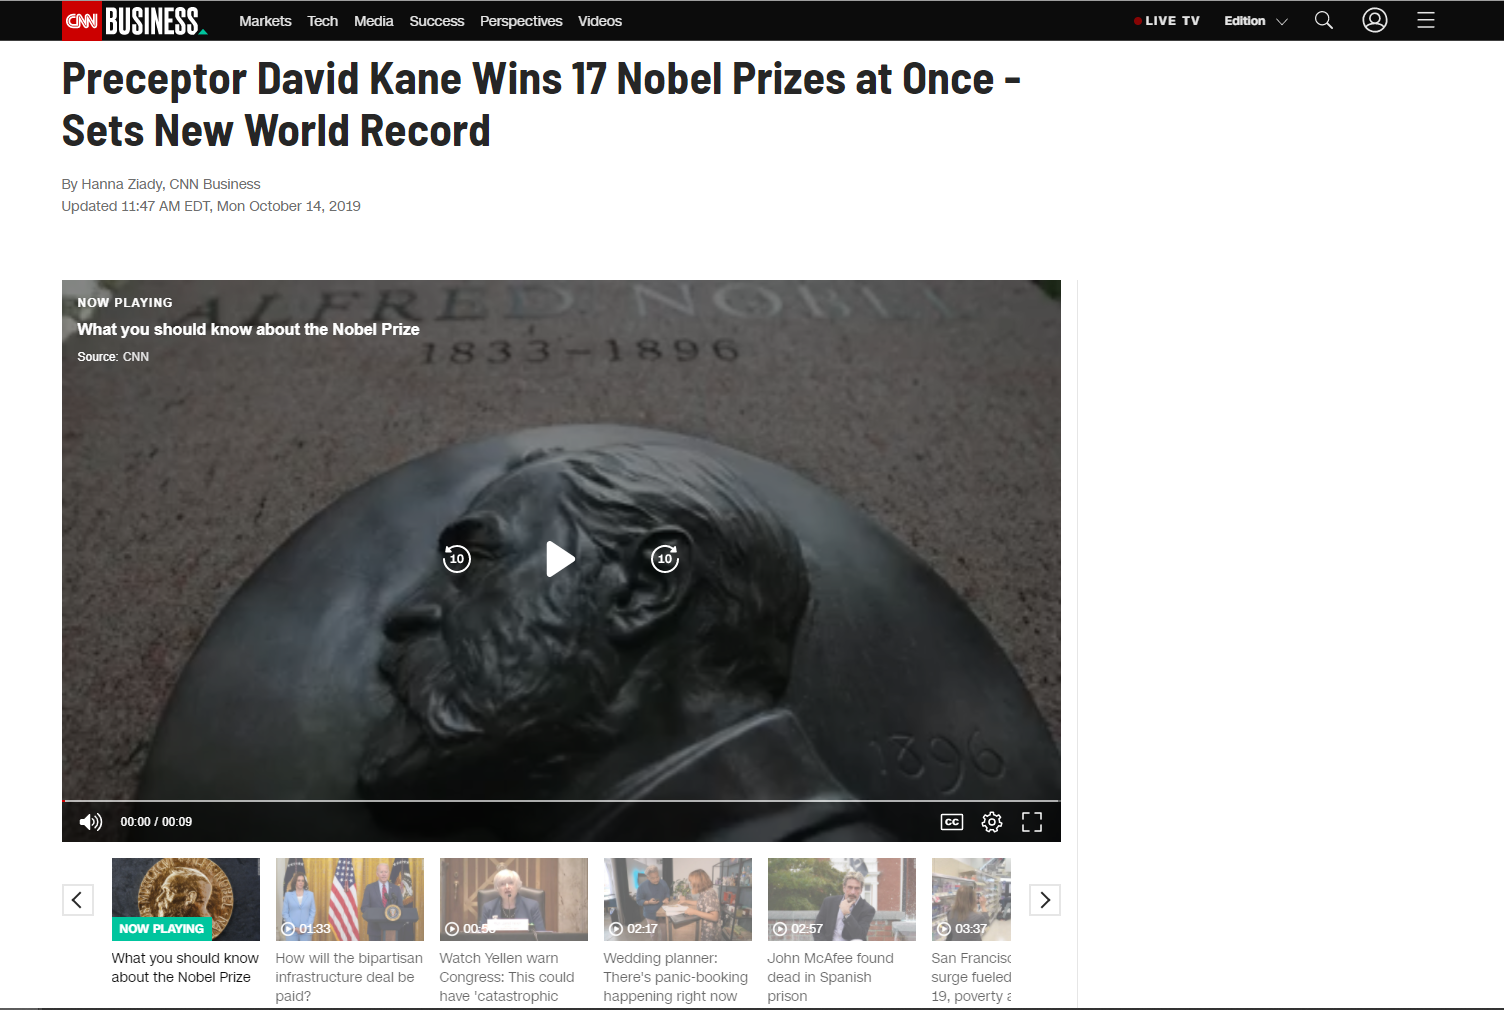 CNN BUSINESS
Markets Tech Media Success Perspectives Videos
LIVE TV Edition
Preceptor David Kane Wins 17 Nobel Prizes at Once -
Sets New World Record
By Hanna Ziady, CNN Business
Updated 11:47 AM EDT, Mon October 14, 2019
NOW PLAYING
What you should know about the Nobel Prize
Source: CNN
ALFRED NOBEL
1833-1896
10 10
1896
00:00 / 00:09
CC
NOW PLAYING
What you should know
about the Nobel Prize
01:33
How will the bipartisan
infrastructure deal be
paid?
Watch Yellen warn
Congress: This could
have 'catastrophic
02:17
Wedding planner:
There's panic-booking
happening right now
02:57
John McAfee found
dead in Spanish
prison
03:37
San Francisc
surge fueled
19, poverty a